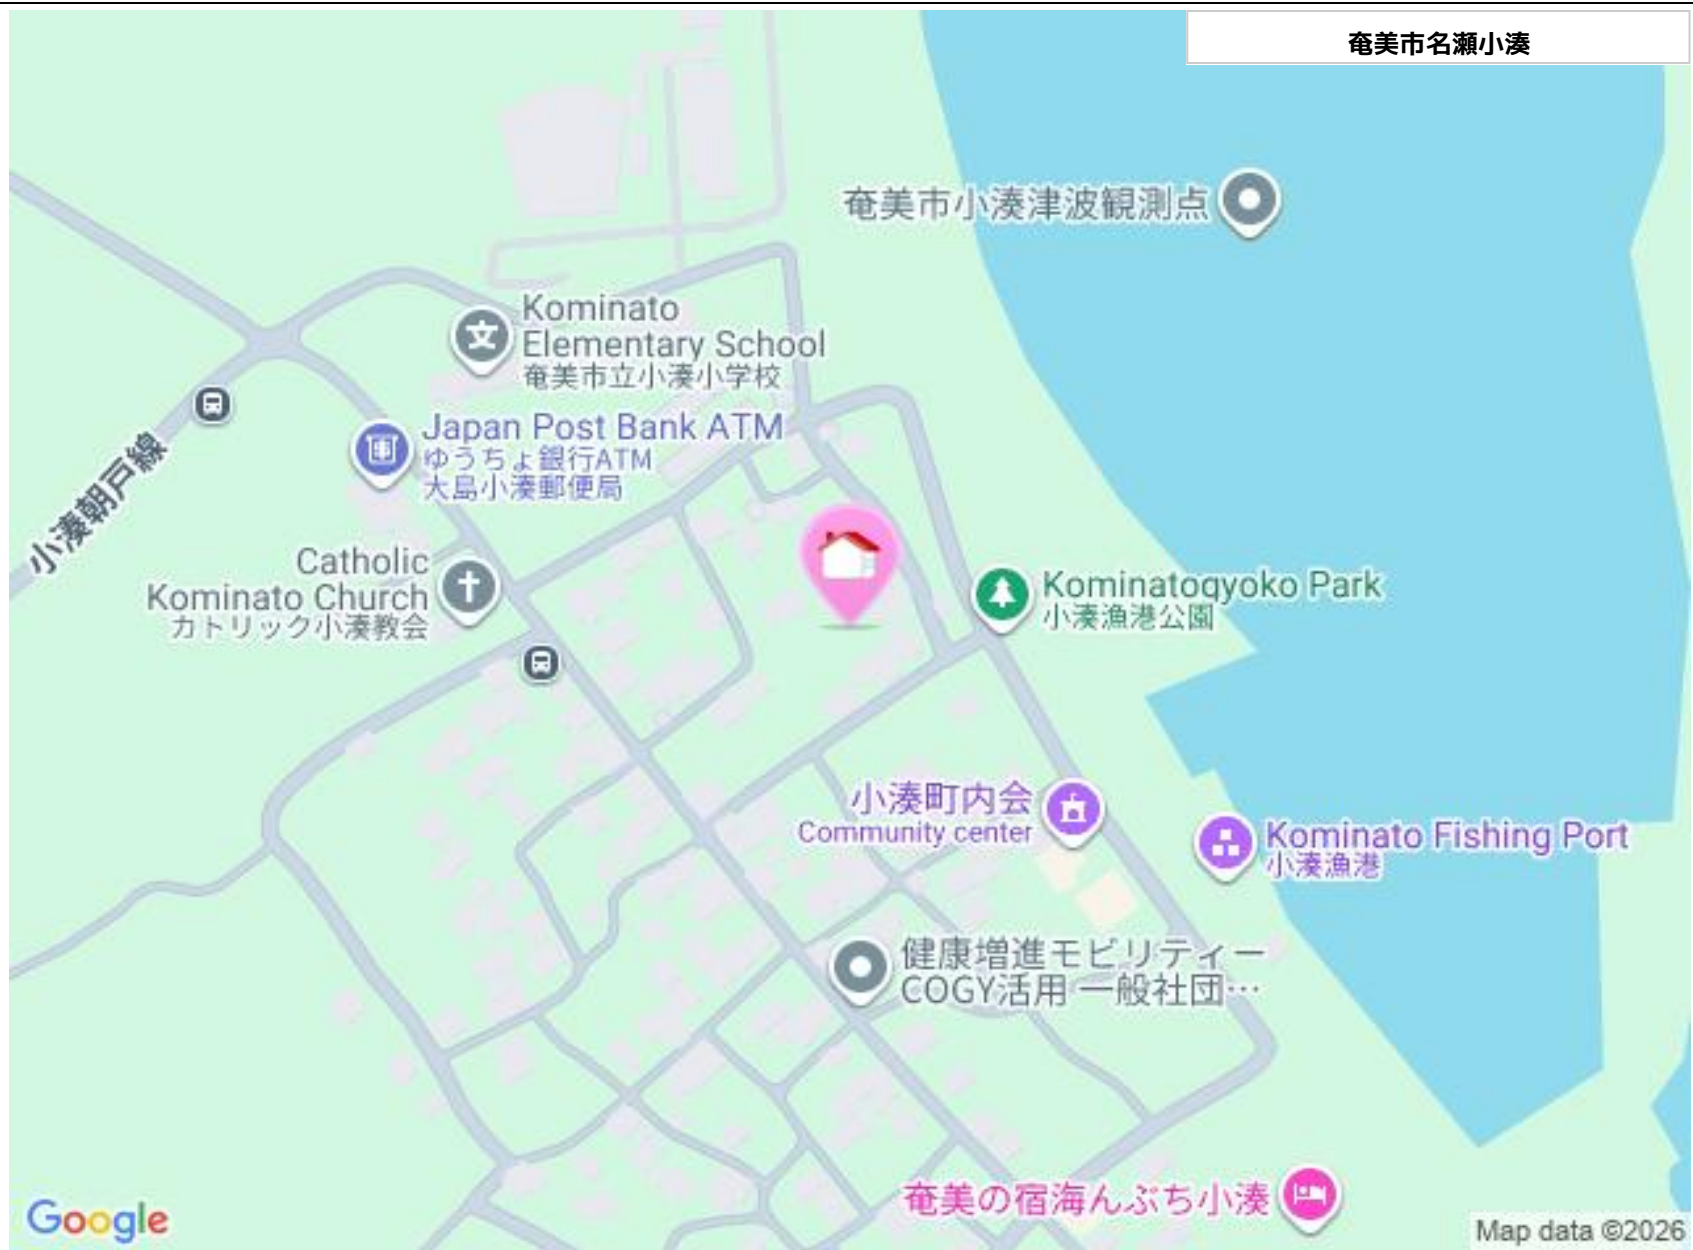 奄美市名瀬小湊
奄美市小湊津波観測点
Kominato
Elementary School
奄美市立小湊小学校
Japan Post Bank ATM
ゆうちょ銀行ATM
大島小湊郵便局
小湊朝戸線
Catholic
Kominato Church
カトリック小湊教会
Kominatogyoko Park
小湊漁港公園
小湊町内会
Community center
Kominato Fishing Port
小湊漁港
健康増進モビリティー
COGY活用 一般社団…
奄美の宿海んぶち小湊
Google
Map data ©2026